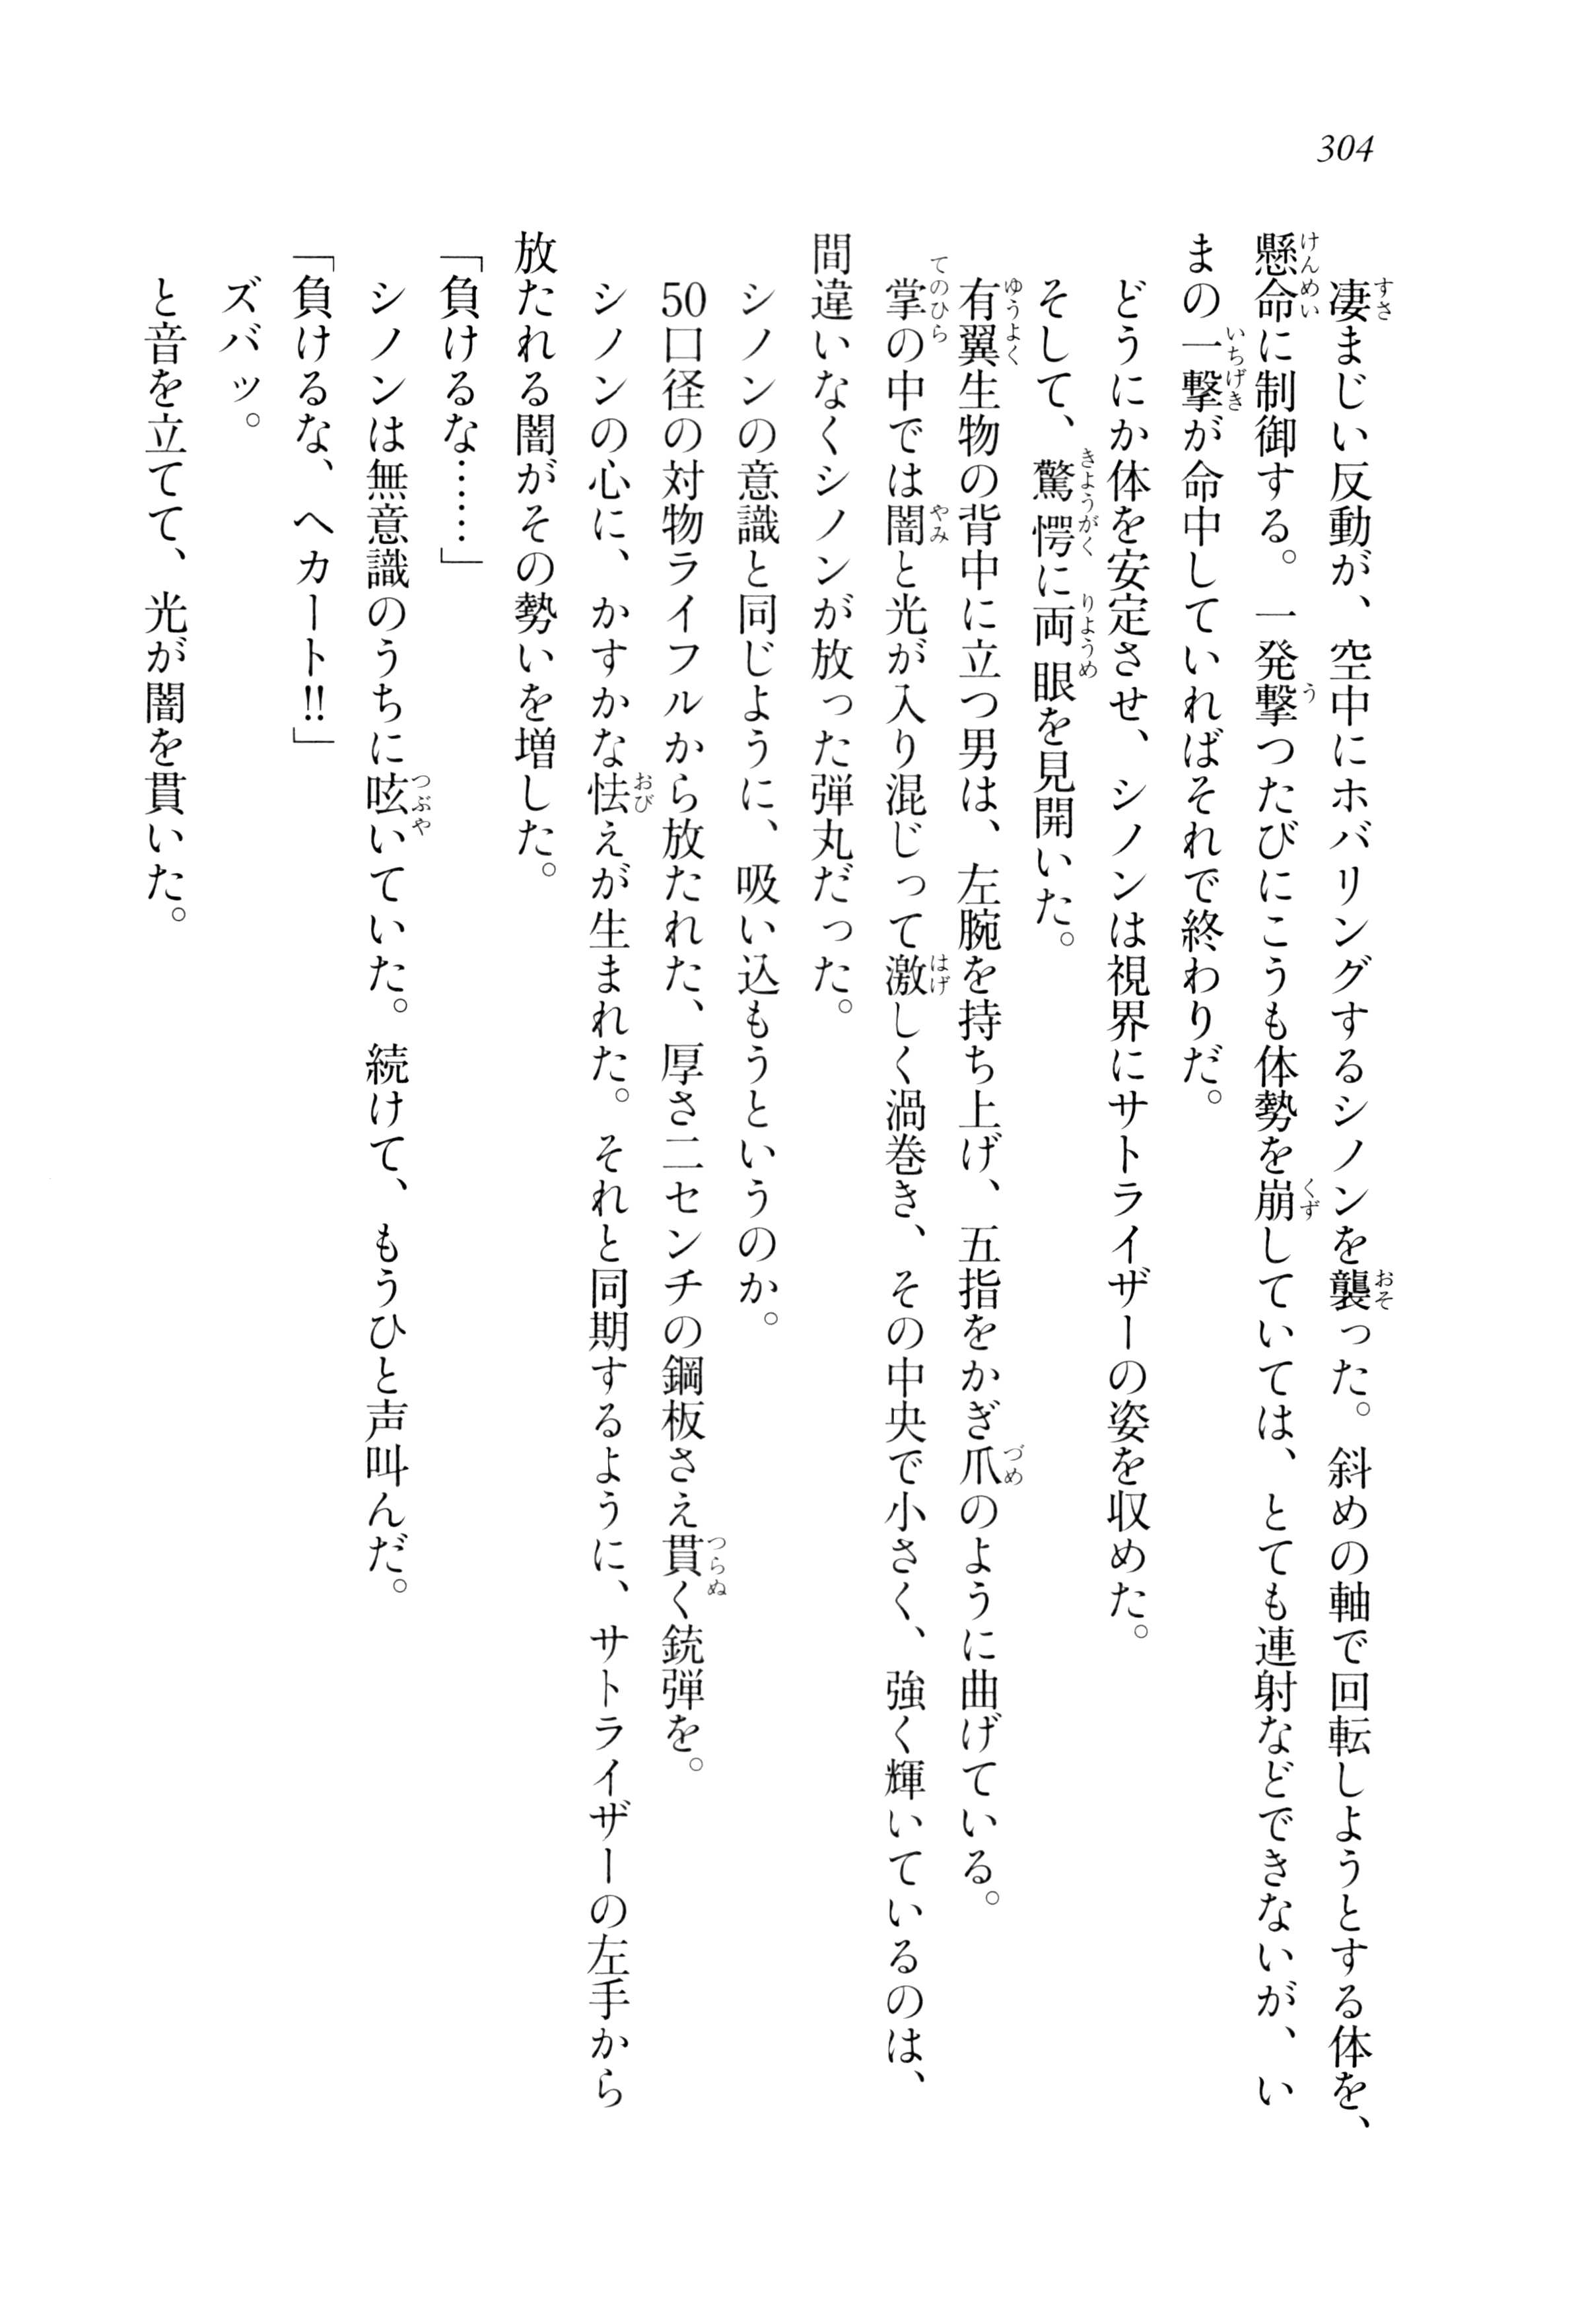 304
凄まじい反動が、空中にホバリングするシノンを襲った。斜めの軸で回転しようとする体を、
懸命に制御する。一発撃つたびにこうも体勢を崩していては、とても連射などできないが、い
まの一撃が命中していればそれで終わりだ。
どうにか体を安定させ、シノンは視界にサトライザーの姿を収めた。
そして、驚愕に両眼を見開いた。
有翼生物の背中に立つ男は、左腕を持ち上げ、五指をかぎ爪のように曲げている。
掌の中では闇と光が入り混じって激しく渦巻き、その中央で小さく、強く輝いているのは、
間違いなくシノンが放った弾丸だった。
シノンの意識と同じように、吸い込もうというのか。
50口径の対物ライフルから放たれた、厚さ二センチの鋼板さえ貫く銃弾を。
シノンの心に、かすかな怯えが生まれた。それと同期するように、サトライザーの左手から
放たれる闇がその勢いを増した。
「負けるな……」
シノンは無意識のうちに呟いていた。続けて、もうひと声叫んだ。
「負けるな、ヘカート!!」
ズバッ。
と音を立てて、光が闇を貫いた。